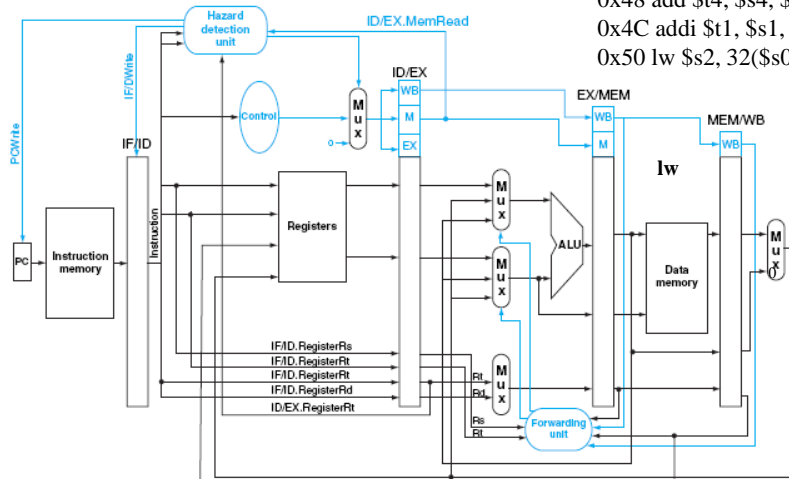 0x48 add $t4, $s4, $
0x4C addi $t1, $s1,
0x50 lw $s2, 32($s0
Hazard
detection
unit
ID/EX.MemRead
IF/DWrite
PCWrite
ID/EX
EX/MEM
MEM/WB
IF/ID
Control
M
u
x
0
WB
M
EX
WB
M
WB
lw
Instruction
PC
Instruction
memory
Registers
M
u
x
M
u
x
ALU
Data
memory
M
u
x
0
IF/ID.RegisterRs
IF/ID.RegisterRt
IF/ID.RegisterRt
IF/ID.RegisterRd
ID/EX.RegisterRt
Rt
Rd
M
u
x
Rs
Rt
Forwarding
unit